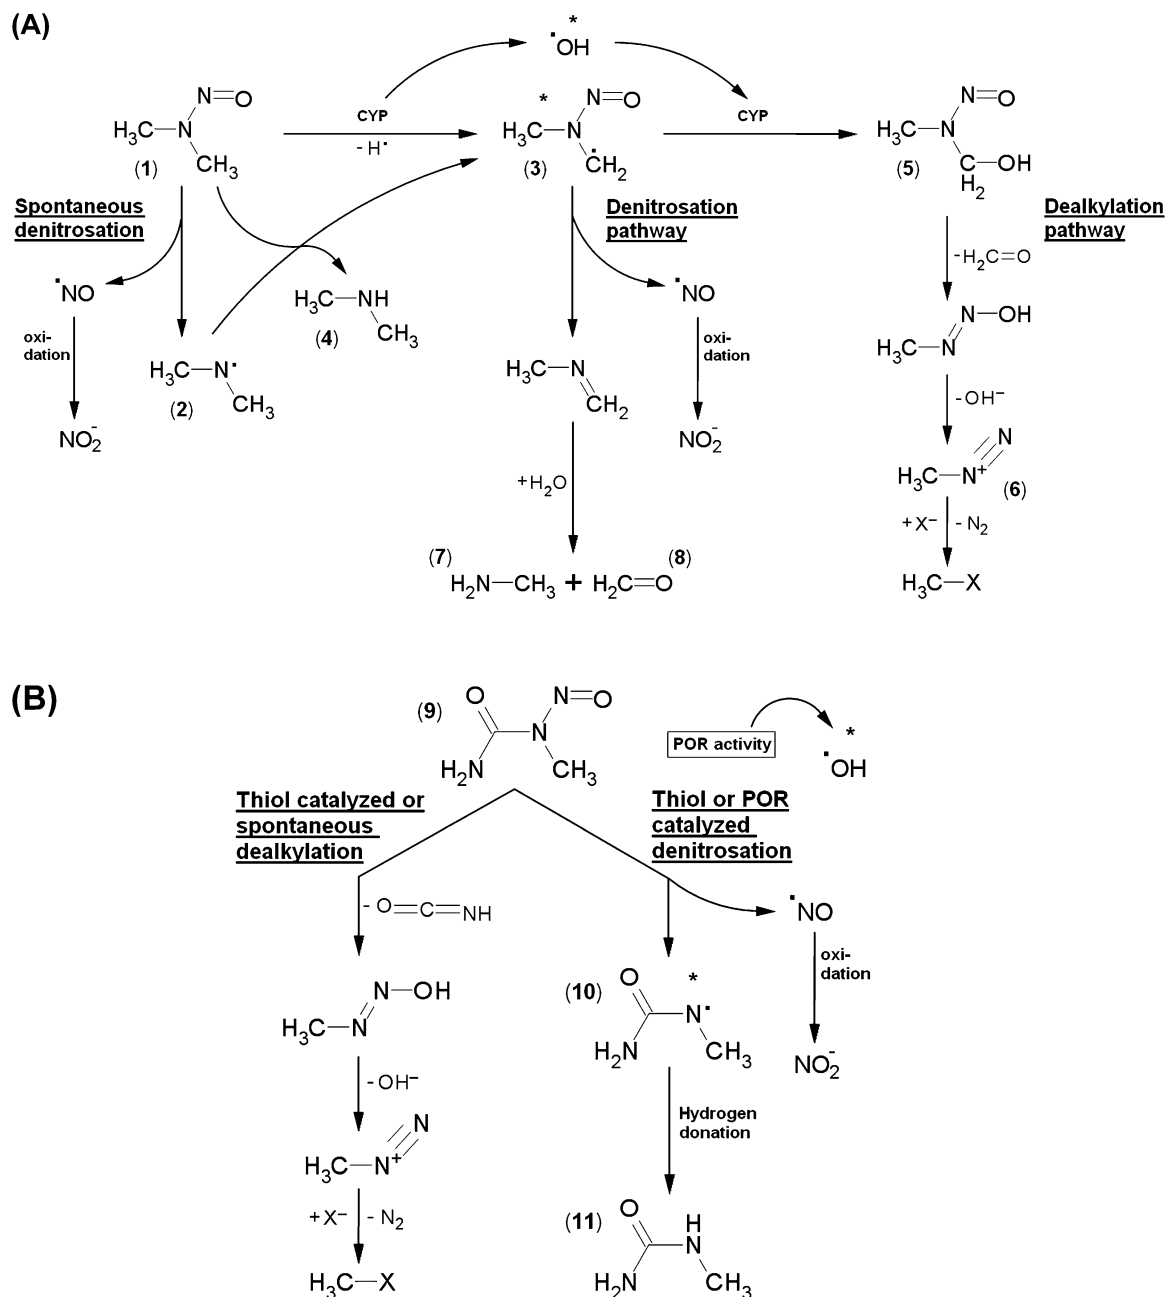 (A)
*
·OH
N=O
H3C–N
CH3
(1)
CYP
- H·
*
N=O
H3C–N
·CH2
(3)
CYP
N=O
H3C–N
C–OH
H2
(5)
Spontaneous
denitrosation
Denitrosation
pathway
Dealkylation
pathway
·NO
oxi-
dation
NO2-
H3C–N·
CH3
(2)
H3C–NH
CH3
(4)
·NO
oxi-
dation
NO2-
H3C–N
CH2
+H2O
(7)
H2N–CH3 + H2C=O
(8)
-H2C=O
N–OH
H3C–N
-OH–
N
H3C–N+
(6)
+X– - N2
H3C–X
(B)
(9)
O
N=O
N
H2N
CH3
POR activity
*
·OH
Thiol catalyzed or
spontaneous
dealkylation
Thiol or POR
catalyzed
denitrosation
- O=C=NH
·NO
oxi-
dation
NO2-
N–OH
H3C–N
-OH–
N
H3C–N+
+X– - N2
H3C–X
(10)
O
*
N·
H2N
CH3
Hydrogen
donation
(11)
O
H
N
H2N
CH3